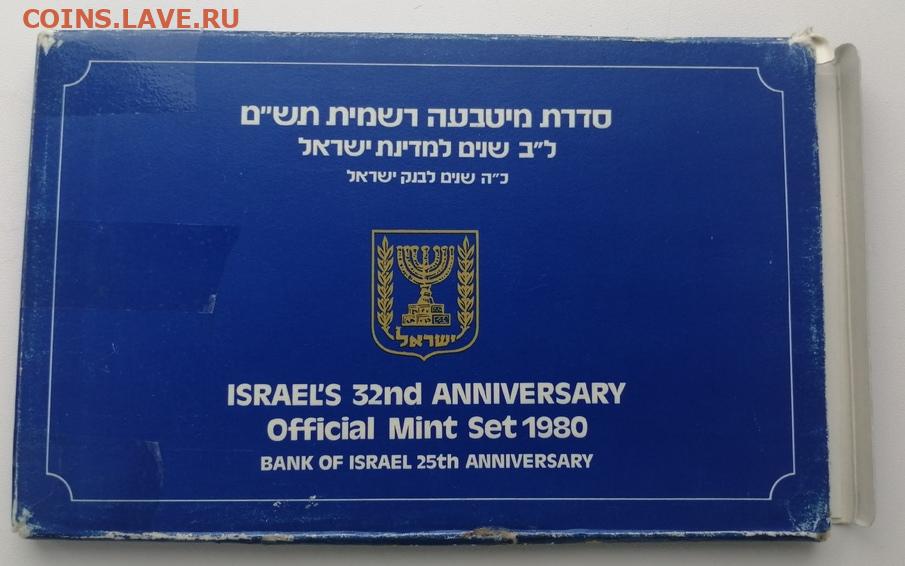 COINS.LAVE.RU
סדרת מיטבעה רשמית תש״ם
ל״ב שנים למדינת ישראל
כ״ה שנים לבנק ישראל
ישראל
ISRAEL'S 32nd ANNIVERSARY
Official Mint Set 1980
BANK OF ISRAEL 25th ANNIVERSARY